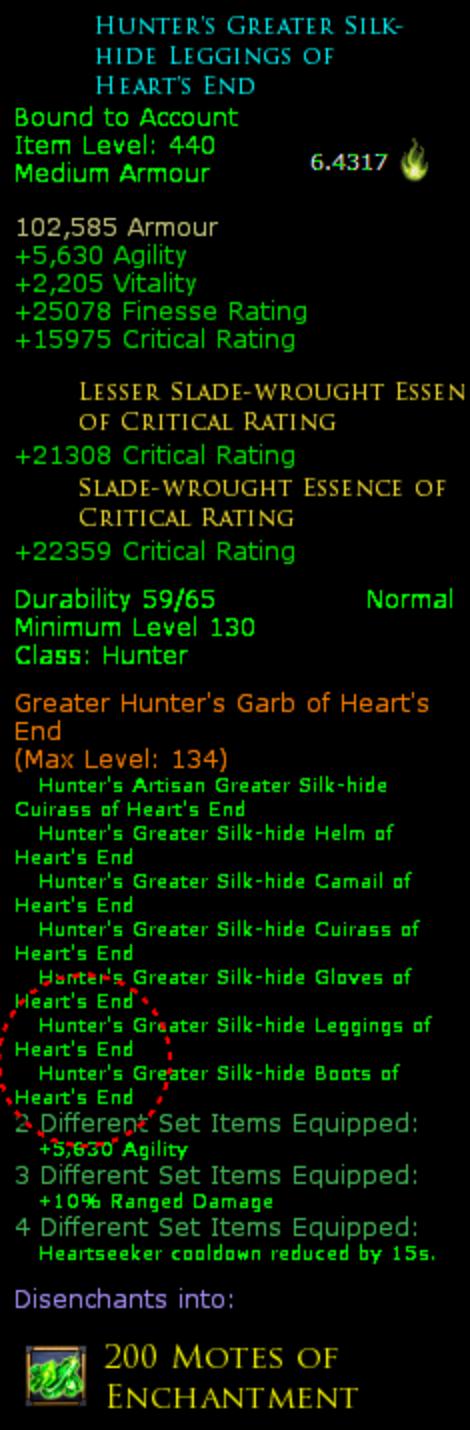 Hunter's Greater Silk-
hide Leggings of
Heart's End
Bound to Account
Item Level: 440
6.4317
Medium Armour
102,585 Armour
+5,630 Agility
+2,205 Vitality
+25078 Finesse Rating
+15975 Critical Rating
Lesser Slade-wrought Essen
of Critical Rating
+21308 Critical Rating
Slade-wrought Essence of
Critical Rating
+22359 Critical Rating
Durability 59/65 Normal
Minimum Level 130
Class: Hunter
Greater Hunter's Garb of Heart's
End
(Max Level: 134)
Hunter's Artisan Greater Silk-hide
Cuirass of Heart's End
Hunter's Greater Silk-hide Helm of
Heart's End
Hunter's Greater Silk-hide Camail of
Heart's End
Hunter's Greater Silk-hide Cuirass of
Heart's End
Hunter's Greater Silk-hide Gloves of
Heart's End
Hunter's Greater Silk-hide Leggings of
Heart's End
Hunter's Greater Silk-hide Boots of
Heart's End
2 Different Set Items Equipped:
+5,630 Agility
3 Different Set Items Equipped:
+10% Ranged Damage
4 Different Set Items Equipped:
Heartseeker cooldown reduced by 15s.
Disenchants into:
200 Motes of
Enchantment